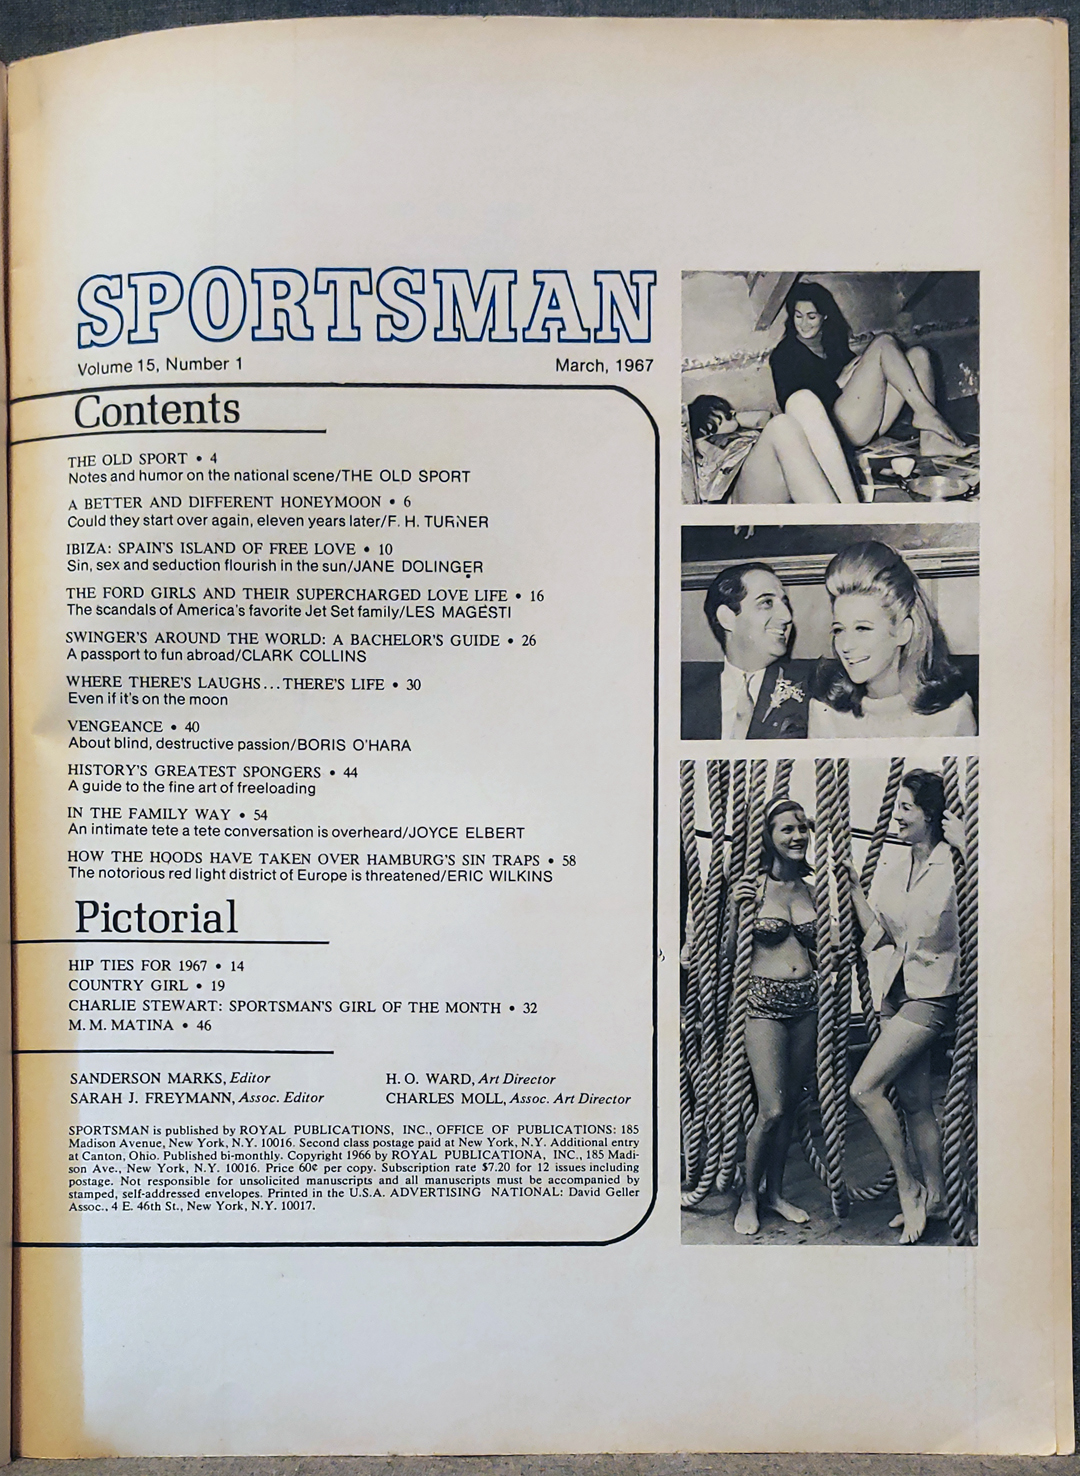 SPORTSMAN
Volume 15, Number 1 March, 1967
Contents
THE OLD SPORT • 4
Notes and humor on the national scene/THE OLD SPORT
A BETTER AND DIFFERENT HONEYMOON • 6
Could they start over again, eleven years later/F. H. TURNER
IBIZA: SPAIN'S ISLAND OF FREE LOVE • 10
Sin, sex and seduction flourish in the sun/JANE DOLINGER
THE FORD GIRLS AND THEIR SUPERCHARGED LOVE LIFE • 16
The scandals of America's favorite Jet Set family/LES MAGESTI
SWINGER'S AROUND THE WORLD: A BACHELOR'S GUIDE • 26
A passport to fun abroad/CLARK COLLINS
WHERE THERE'S LAUGHS...THERE'S LIFE • 30
Even if it's on the moon
VENGEANCE • 40
About blind, destructive passion/BORIS O'HARA
HISTORY'S GREATEST SPONGERS • 44
A guide to the fine art of freeloading
IN THE FAMILY WAY • 54
An intimate tete a tete conversation is overheard/JOYCE ELBERT
HOW THE HOODS HAVE TAKEN OVER HAMBURG'S SIN TRAPS • 58
The notorious red light district of Europe is threatened/ERIC WILKINS
Pictorial
HIP TIES FOR 1967 • 14
COUNTRY GIRL • 19
CHARLIE STEWART: SPORTSMAN'S GIRL OF THE MONTH • 32
M. M. MATINA • 46
SANDERSON MARKS, Editor H. O. WARD, Art Director
SARAH J. FREYMANN, Assoc. Editor CHARLES MOLL, Assoc. Art Director
SPORTSMAN is published by ROYAL PUBLICATIONS, INC., OFFICE OF PUBLICATIONS: 185
Madison Avenue, New York, N.Y. 10016. Second class postage paid at New York, N.Y. Additional entry
at Canton, Ohio. Published bi-monthly. Copyright 1966 by ROYAL PUBLICATIONA, INC., 185 Madi-
son Ave., New York, N.Y. 10016. Price 60¢ per copy. Subscription rate $7.20 for 12 issues including
postage. Not responsible for unsolicited manuscripts and all manuscripts must be accompanied by
stamped, self-addressed envelopes. Printed in the U.S.A. ADVERTISING NATIONAL: David Geller
Assoc., 4 E. 46th St., New York, N.Y. 10017.